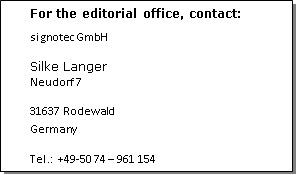 For the editorial office, contact:
signotec GmbH
Silke Langer
Neudorf 7
31637 Rodewald
Germany
Tel.: +49-5074 – 961 154